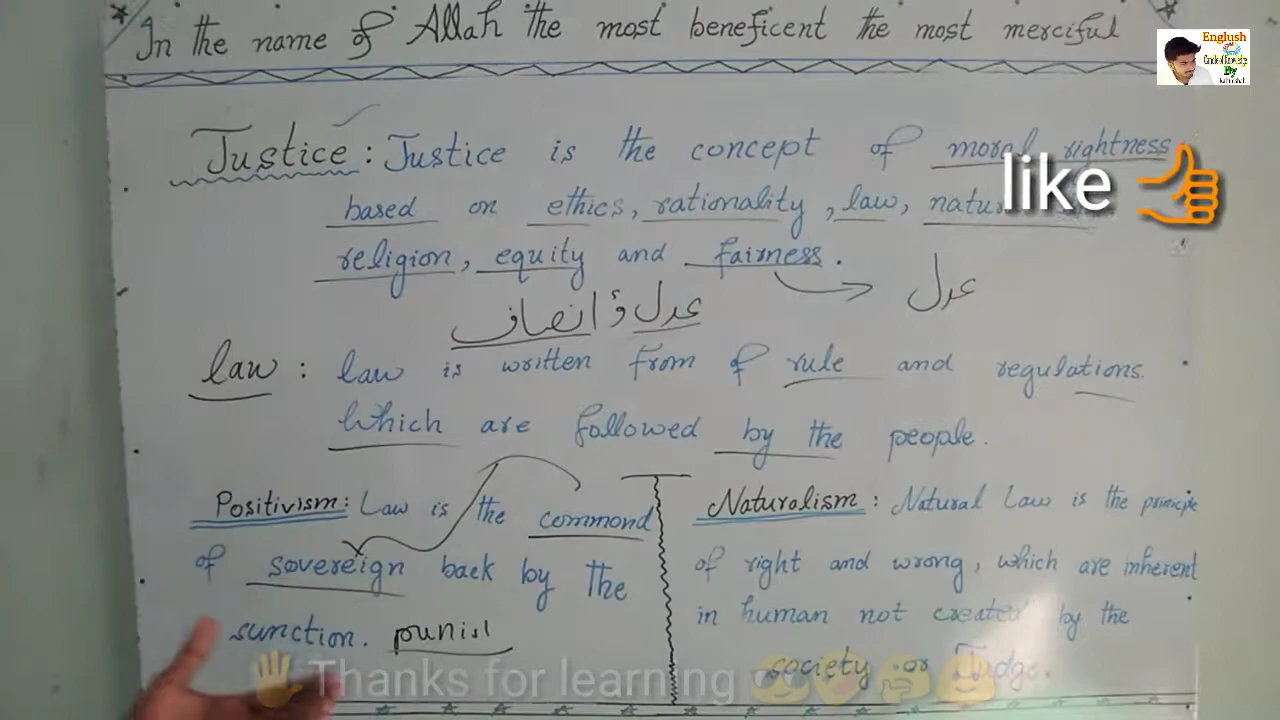 In the name of Allah the most beneficent the most merciful
Englush
By
Justice : Justice is the concept of moral rightness
like
based on ethics, rationality, law,
religion, equity and fairness.
عدل
عدل وٴ انصاف
law : law is written from of rule and regulations.
Which are followed by the people.
Positivism: Law is the commond
of sovereign back by the
sunction. punish
Naturalism : Natural Law is the principle
of right and wrong, which are inherent
in human not created by the
society or Judge.
Thanks for learning